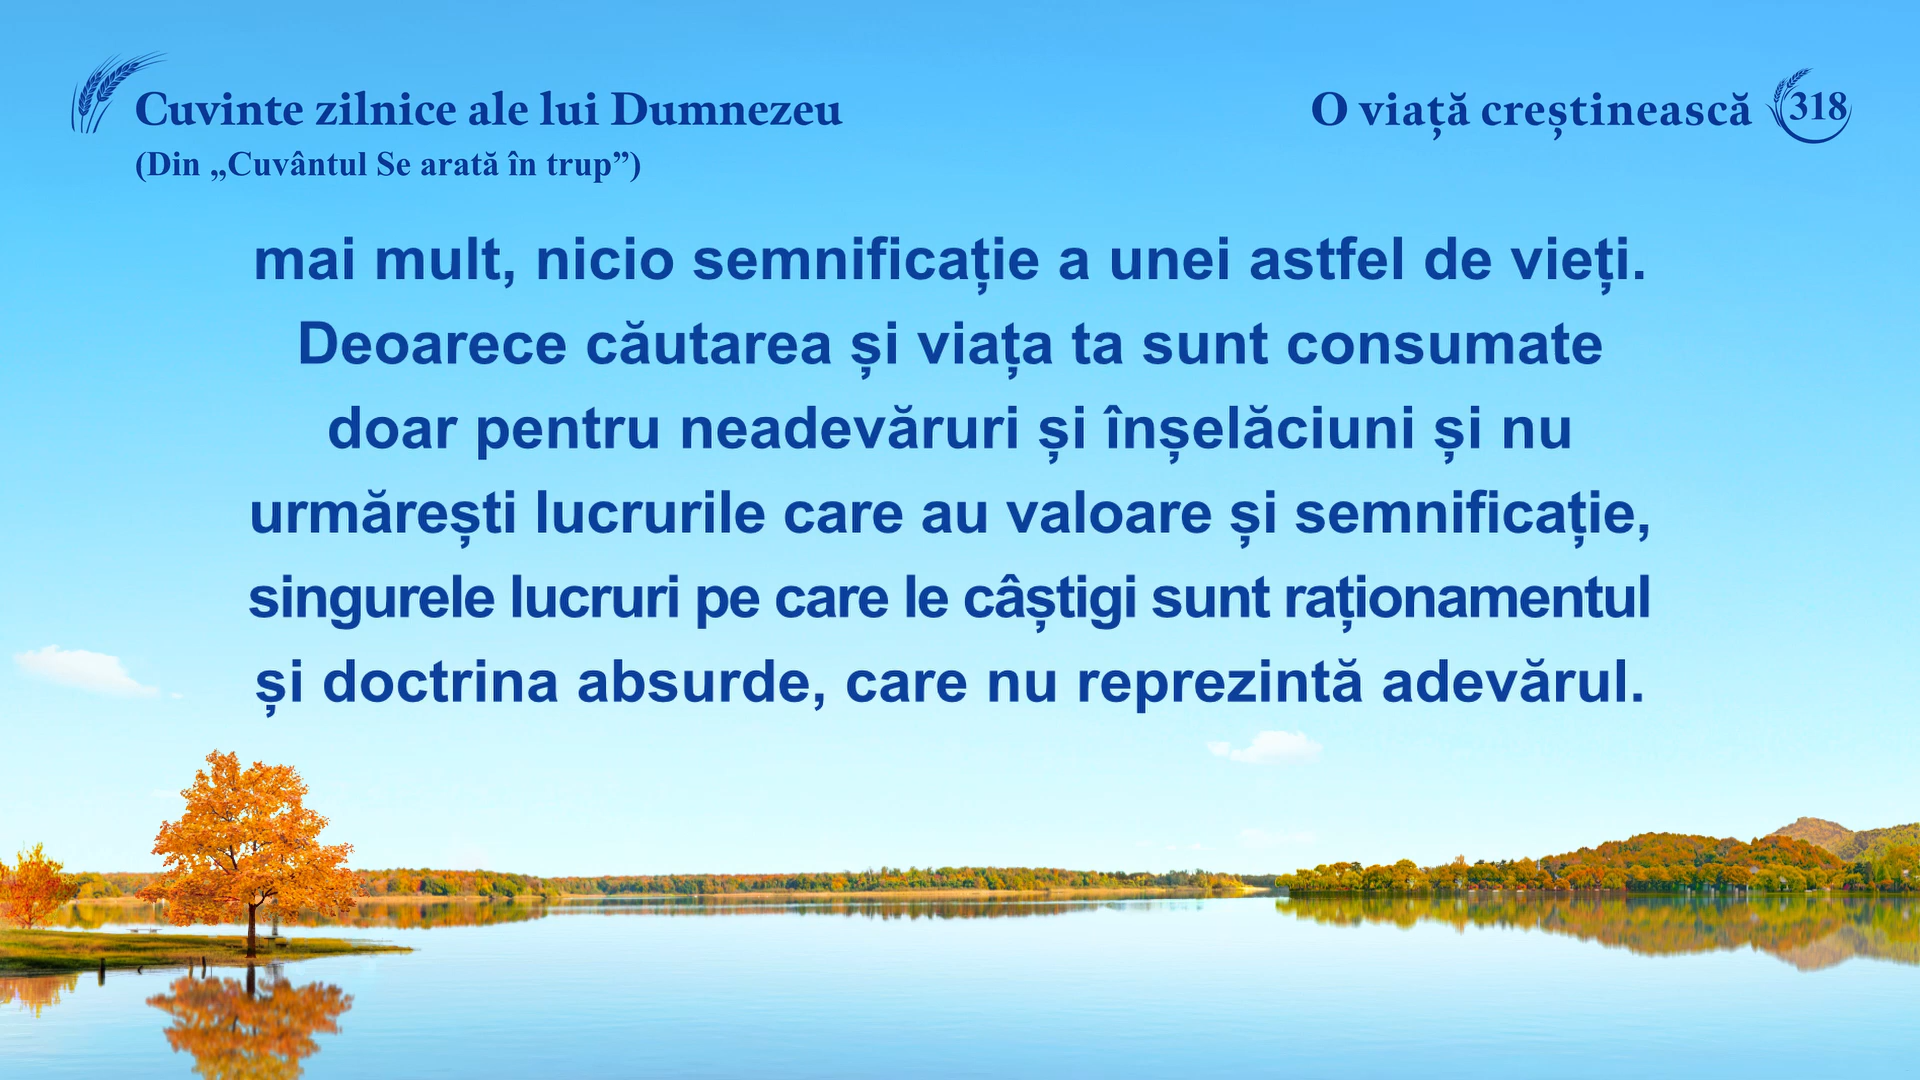 Cuvinte zilnice ale lui Dumnezeu
(Din „Cuvântul Se arată în trup”)
O viață creștinească 318
mai mult, nicio semnificație a unei astfel de vieți.
Deoarece căutarea și viața ta sunt consumate
doar pentru neadevăruri și înșelăciuni și nu
urmărești lucrurile care au valoare și semnificație,
singurele lucruri pe care le câștigi sunt raționamentul
și doctrina absurde, care nu reprezintă adevărul.